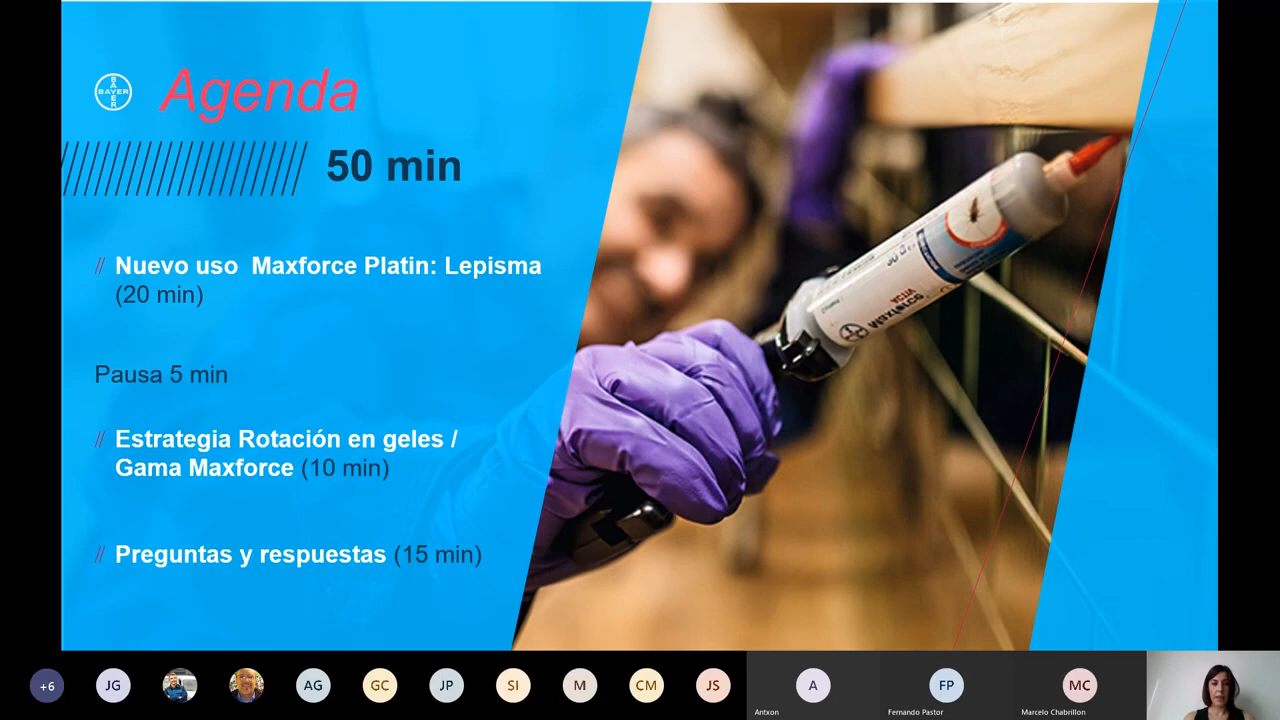 Agenda
BAYER
BAYER
50 min
// Nuevo uso Maxforce Platin: Lepisma
(20 min)
Pausa 5 min
// Estrategia Rotación en geles /
Gama Maxforce (10 min)
// Preguntas y respuestas (15 min)
+6
JG
AG
GC
JP
SI
M
CM
JS
A
Antxon
FP
Fernando Pastor
MC
Marcelo Chabrillon